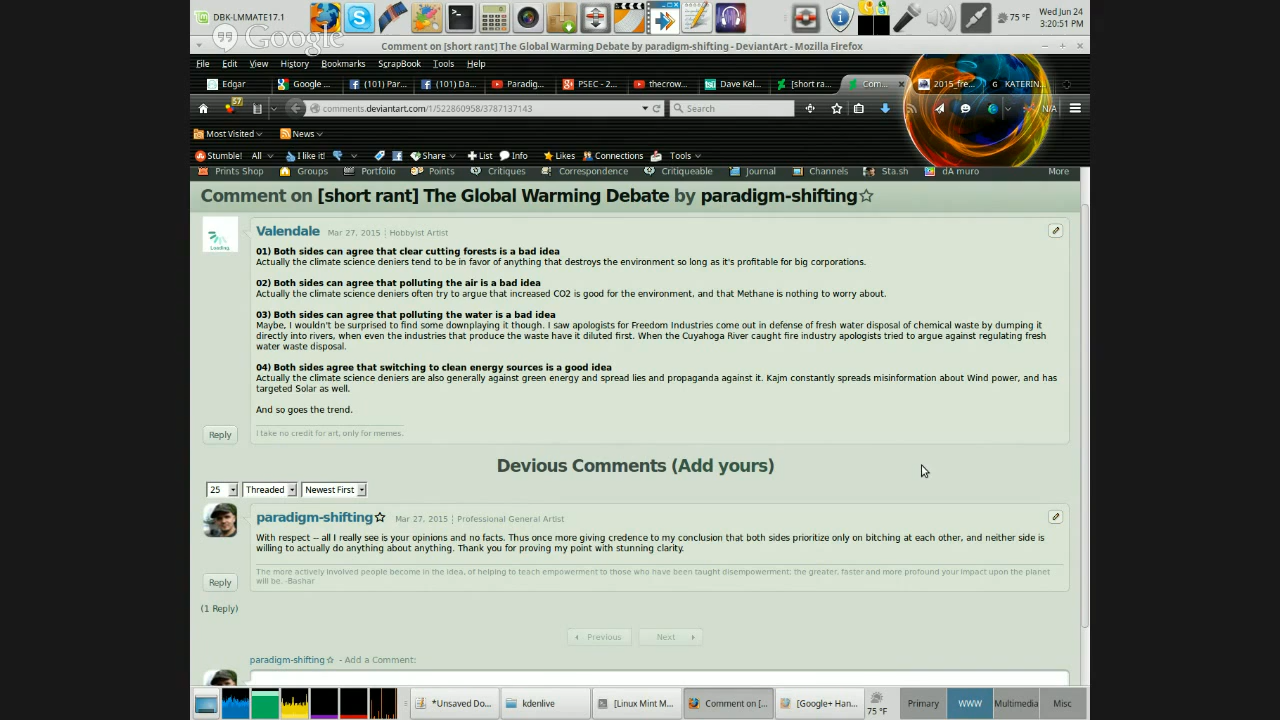 DBK-LMMATE17.1
75 °F
Wed Jun 24
3:20:51 PM
Google
Comment on [short rant] The Global Warming Debate by paradigm-shifting - DeviantArt - Mozilla Firefox
File Edit View History Bookmarks ScrapBook Tools Help
Edgar
Google ...
(101) Par...
(101) Da...
Paradig...
PSEC - 2...
thecrow...
Dave Kel...
[short ra...
Com...
2015_fre...
KATERIN...
57
comments.deviantart.com/1/522860958/3787137143
Search
N/A
Most Visited
News
Stumble! All I like it! Share List Info Likes Connections Tools
Prints Shop Groups Portfolio Points Critiques Correspondence Critiqueable Journal Channels Sta.sh dA muro More
Comment on [short rant] The Global Warming Debate by paradigm-shifting
Loading
Valendale Mar 27, 2015 | Hobbyist Artist
01) Both sides can agree that clear cutting forests is a bad idea
Actually the climate science deniers tend to be in favor of anything that destroys the environment so long as it's profitable for big corporations.
02) Both sides can agree that polluting the air is a bad idea
Actually the climate science deniers often try to argue that increased CO2 is good for the environment, and that Methane is nothing to worry about.
03) Both sides can agree that polluting the water is a bad idea
Maybe, I wouldn't be surprised to find some downplaying it though. I saw apologists for Freedom Industries come out in defense of fresh water disposal of chemical waste by dumping it
directly into rivers, when even the industries that produce the waste have it diluted first. When the Cuyahoga River caught fire industry apologists tried to argue against regulating fresh
water waste disposal.
04) Both sides agree that switching to clean energy sources is a good idea
Actually the climate science deniers are also generally against green energy and spread lies and propaganda against it. Kajm constantly spreads misinformation about Wind power, and has
targeted Solar as well.
And so goes the trend.
I take no credit for art, only for memes.
Reply
Devious Comments (Add yours)
25 Threaded Newest First
paradigm-shifting Mar 27, 2015 | Professional General Artist
With respect -- all I really see is your opinions and no facts. Thus once more giving credence to my conclusion that both sides prioritize only on bitching at each other, and neither side is
willing to actually do anything about anything. Thank you for proving my point with stunning clarity.
The more actively involved people become in the idea, of helping to teach empowerment to those who have been taught disempowerment; the greater, faster and more profound your impact upon the planet
will be. -Bashar
Reply
(1 Reply)
Previous Next
paradigm-shifting - Add a Comment:
*Unsaved Do...
kdenlive
[Linux Mint M...
Comment on [...
[Google+ Han...
75 °F
Primary WWW Multimedia Misc